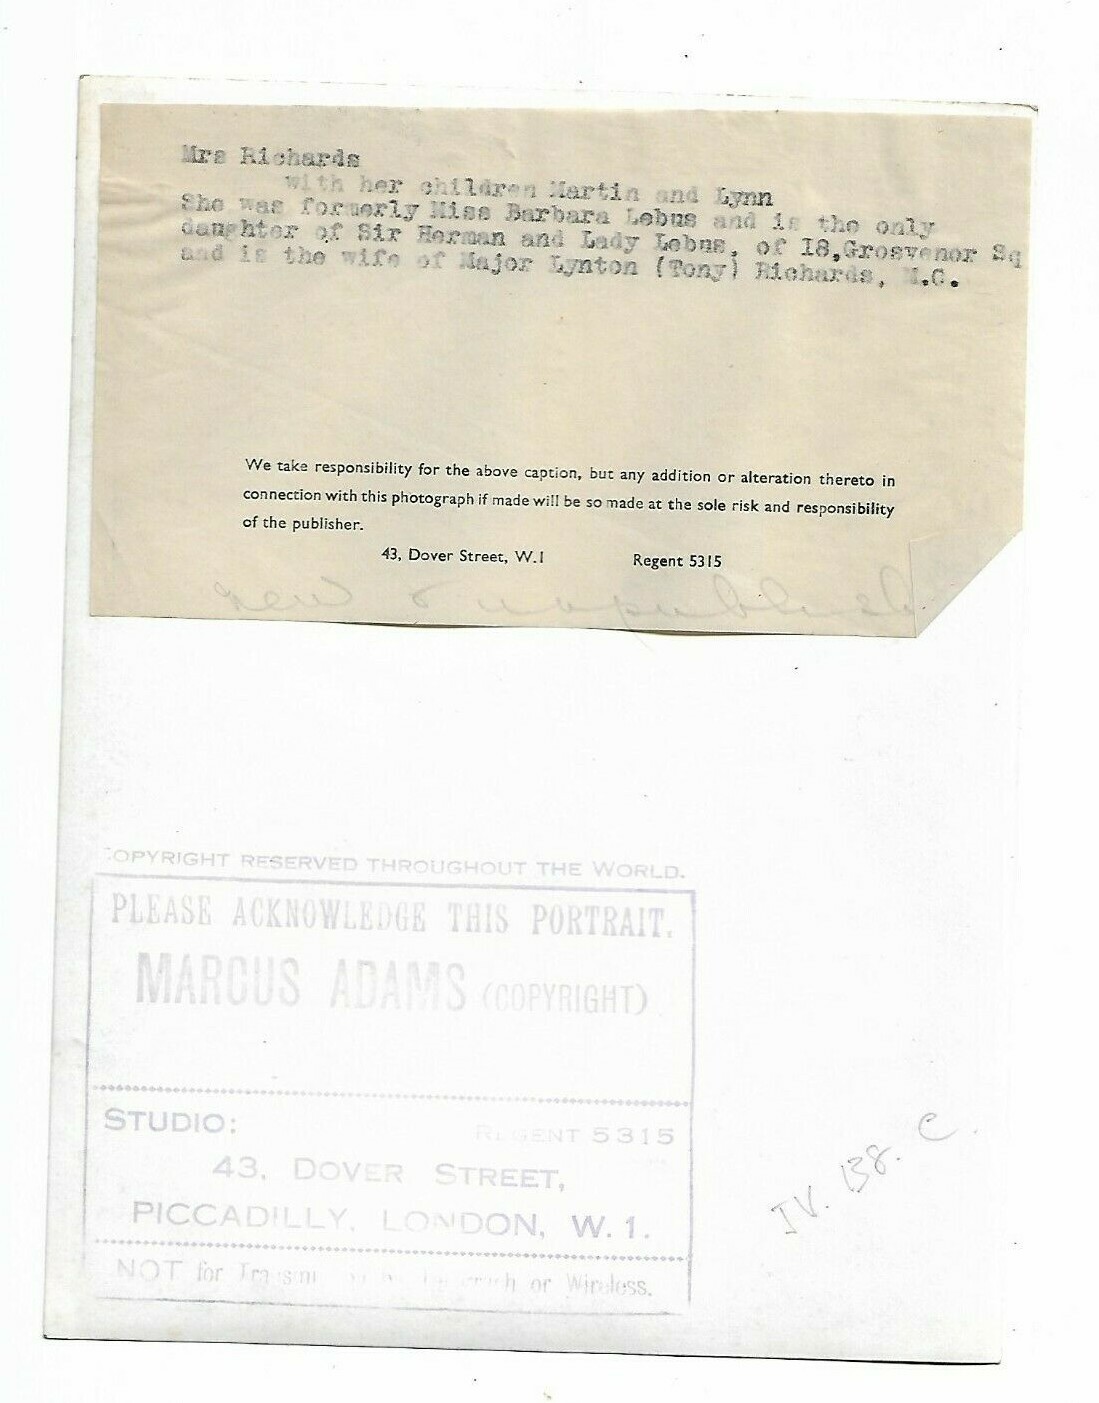 Mrs Richards
with her children Martin and Lynn
She was formerly Miss Barbara Lebus and is the only
daughter of Sir Herman and Lady Lebus, of I8,Grosvenor Sq
and is the wife of Major Lynton (Tony) Richards, M.C.
We take responsibility for the above caption, but any addition or alteration thereto in
connection with this photograph if made will be so made at the sole risk and responsibility
of the publisher.
43, Dover Street, W.1 Regent 5315
new & unpublish
COPYRIGHT RESERVED THROUGHOUT THE WORLD.
PLEASE ACKNOWLEDGE THIS PORTRAIT.
MARCUS ADAMS (COPYRIGHT)
STUDIO: REGENT 5315
43, DOVER STREET,
PICCADILLY, LONDON, W.1.
NOT for or Wireless.
IV. 138. C.